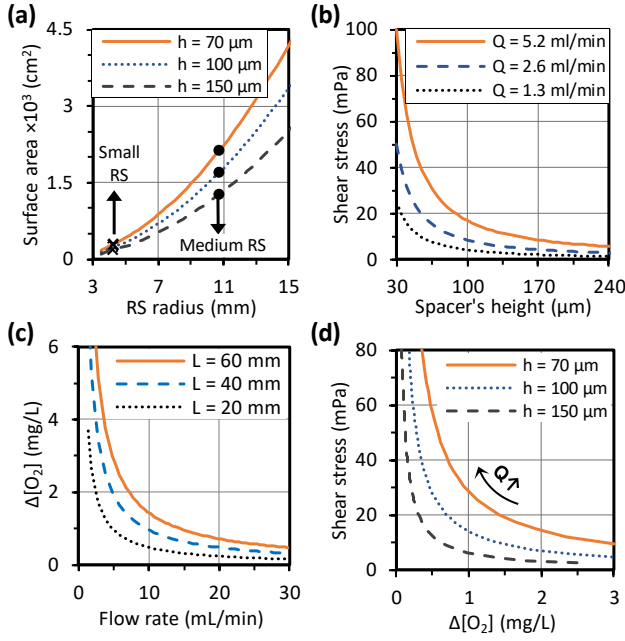 (a)
4.5
3
1.5
0
Surface area ×10³ (cm²)
h = 70 µm
h = 100 µm
h = 150 µm
Small
RS
Medium RS
3
7
11
15
RS radius (mm)
(b)
100
80
60
40
20
0
Shear stress (mPa)
Q = 5.2 ml/min
Q = 2.6 ml/min
Q = 1.3 ml/min
30
100
170
240
Spacer's height (µm)
(c)
6
4
2
0
Δ[O₂] (mg/L)
L = 60 mm
L = 40 mm
L = 20 mm
0
10
20
30
Flow rate (mL/min)
(d)
80
60
40
20
0
Shear stress (mPa)
h = 70 µm
h = 100 µm
h = 150 µm
Q↗
0
1
2
3
Δ[O₂] (mg/L)